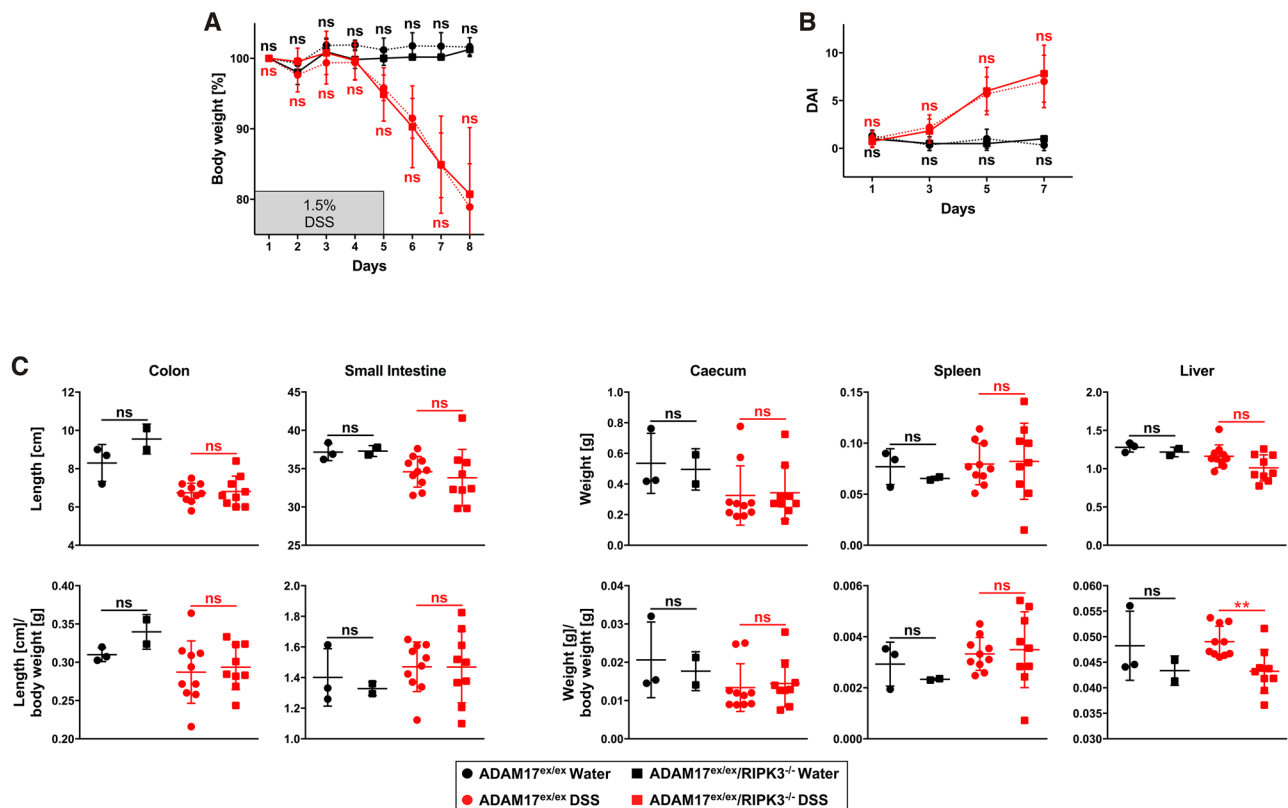 A
ns ns ns ns ns ns ns ns
100
90
80
Body weight [%]
ns ns ns ns ns ns ns ns
1.5%
DSS
1 2 3 4 5 6 7 8
Days
B
10
5
0
DAI
ns ns ns ns
ns ns ns ns
1 3 5 7
Days
C
Colon
Length [cm]
12
10
8
6
4
ns ns
Small Intestine
45
40
35
30
25
ns ns
Caecum
Weight [g]
1.0
0.8
0.6
0.4
0.2
0.0
ns ns
Spleen
0.15
0.10
0.05
0.00
ns ns
Liver
2.0
1.5
1.0
0.5
0.0
ns ns
Length [cm]/
body weight [g]
0.40
0.35
0.30
0.25
0.20
ns ns
1.8
1.6
1.4
1.2
1.0
2.0
ns ns
Weight [g]/
body weight [g]
0.04
0.03
0.02
0.01
0.00
ns ns
0.006
0.004
0.002
0.000
ns ns
0.060
0.055
0.050
0.045
0.040
0.035
0.030
ns **
ADAM17ex/ex Water ADAM17ex/ex/RIPK3-/- Water
ADAM17ex/ex DSS ADAM17ex/ex/RIPK3-/- DSS